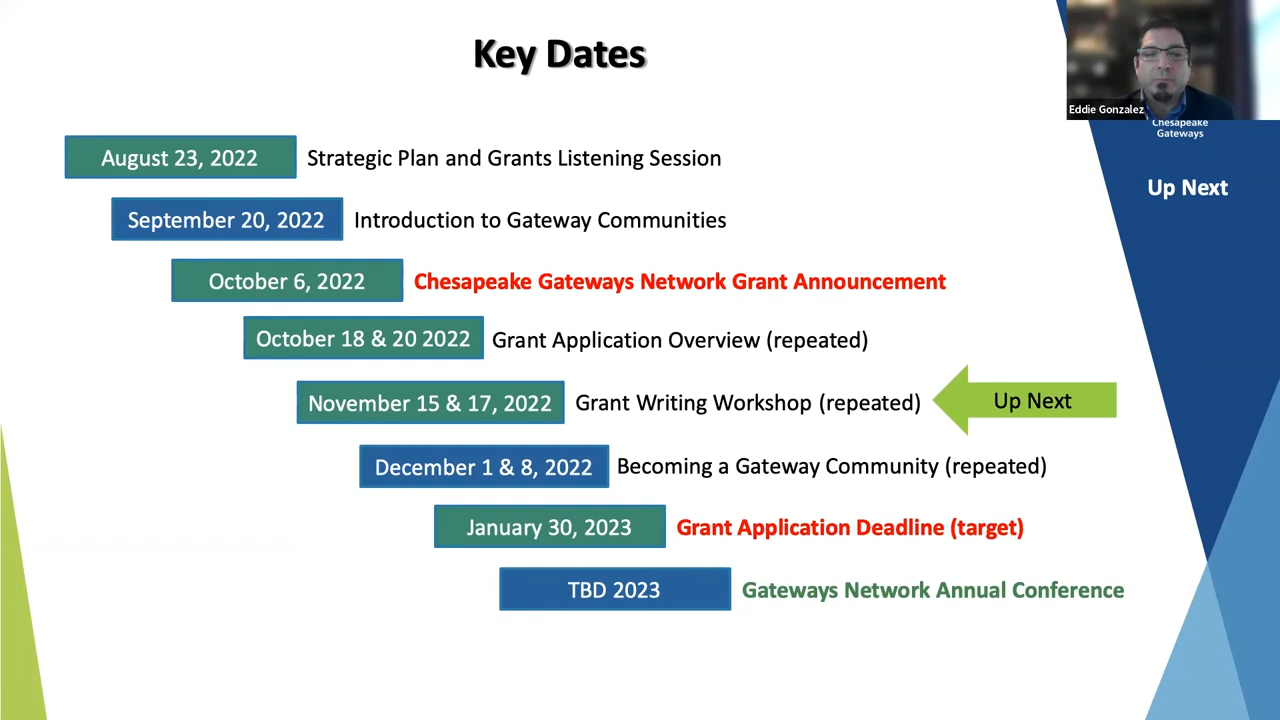 Key Dates
Eddie Gonzalez
Chesapeake
Gateways
Up Next
August 23, 2022 Strategic Plan and Grants Listening Session
September 20, 2022 Introduction to Gateway Communities
October 6, 2022 Chesapeake Gateways Network Grant Announcement
October 18 & 20 2022 Grant Application Overview (repeated)
November 15 & 17, 2022 Grant Writing Workshop (repeated) Up Next
December 1 & 8, 2022 Becoming a Gateway Community (repeated)
January 30, 2023 Grant Application Deadline (target)
TBD 2023 Gateways Network Annual Conference